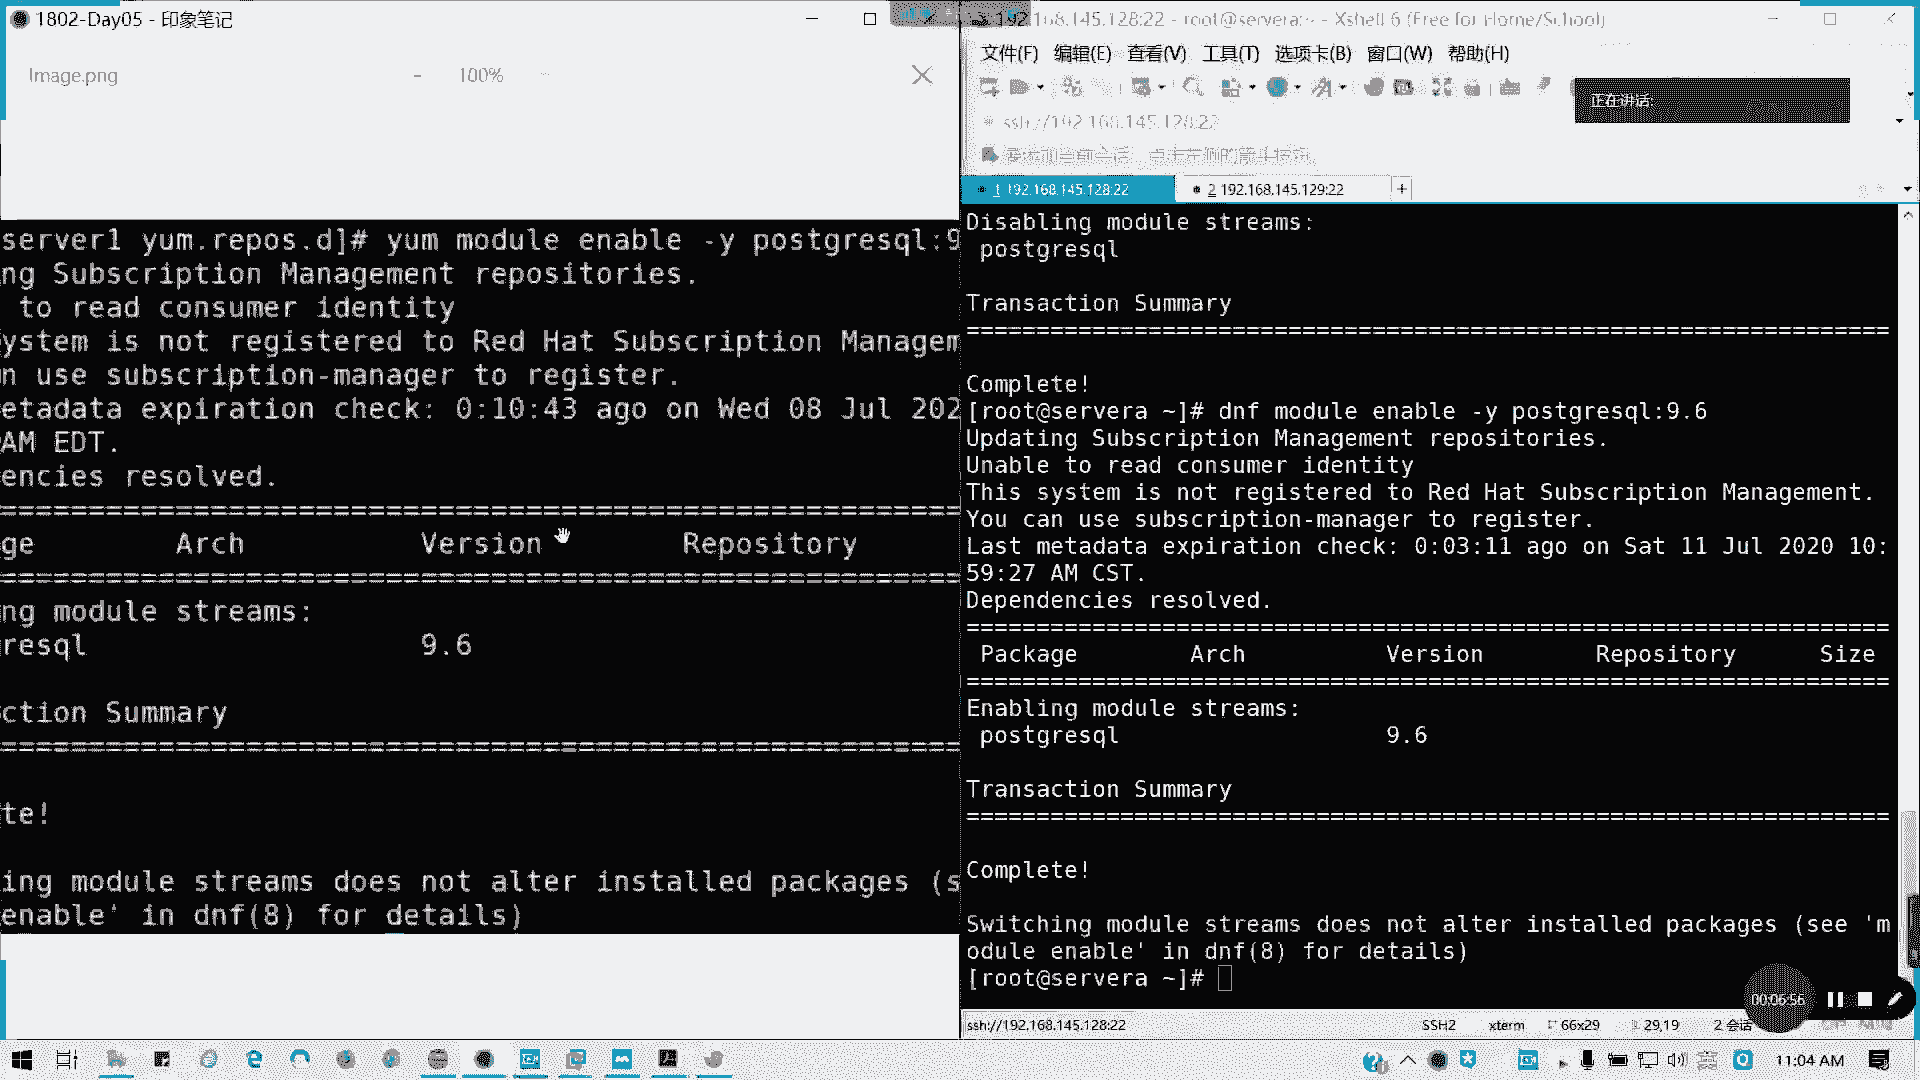 1802-Day05 - 印象笔记
Image.png
100%
server1 yum.repos.d]# yum module enable -y postgresql:9
ng Subscription Management repositories.
to read consumer identity
ystem is not registered to Red Hat Subscription Managem
n use subscription-manager to register.
etadata expiration check: 0:10:43 ago on Wed 08 Jul 202
AM EDT.
encies resolved.
ge Arch Version Repository
ng module streams:
resql 9.6
ction Summary
te!
ing module streams does not alter installed packages (s
enable' in dnf(8) for details)
192.168.145.128:22 - root@servera:~ - Xshell 6 (Free for Home/School)
文件(F) 编辑(E) 查看(V) 工具(T) 选项卡(B) 窗口(W) 帮助(H)
正在讲话:
ssh://192.168.145.128:22
1 192.168.145.128:22 2 192.168.145.129:22 +
Disabling module streams:
postgresql
Transaction Summary
Complete!
[root@servera ~]# dnf module enable -y postgresql:9.6
Updating Subscription Management repositories.
Unable to read consumer identity
This system is not registered to Red Hat Subscription Management.
You can use subscription-manager to register.
Last metadata expiration check: 0:03:11 ago on Sat 11 Jul 2020 10:
59:27 AM CST.
Dependencies resolved.
Package Arch Version Repository Size
Enabling module streams:
postgresql 9.6
Transaction Summary
Complete!
Switching module streams does not alter installed packages (see 'm
odule enable' in dnf(8) for details)
[root@servera ~]#
00:06:56
ssh://192.168.145.128:22 SSH2 xterm 66x29 29,19 2 会话
11:04 AM